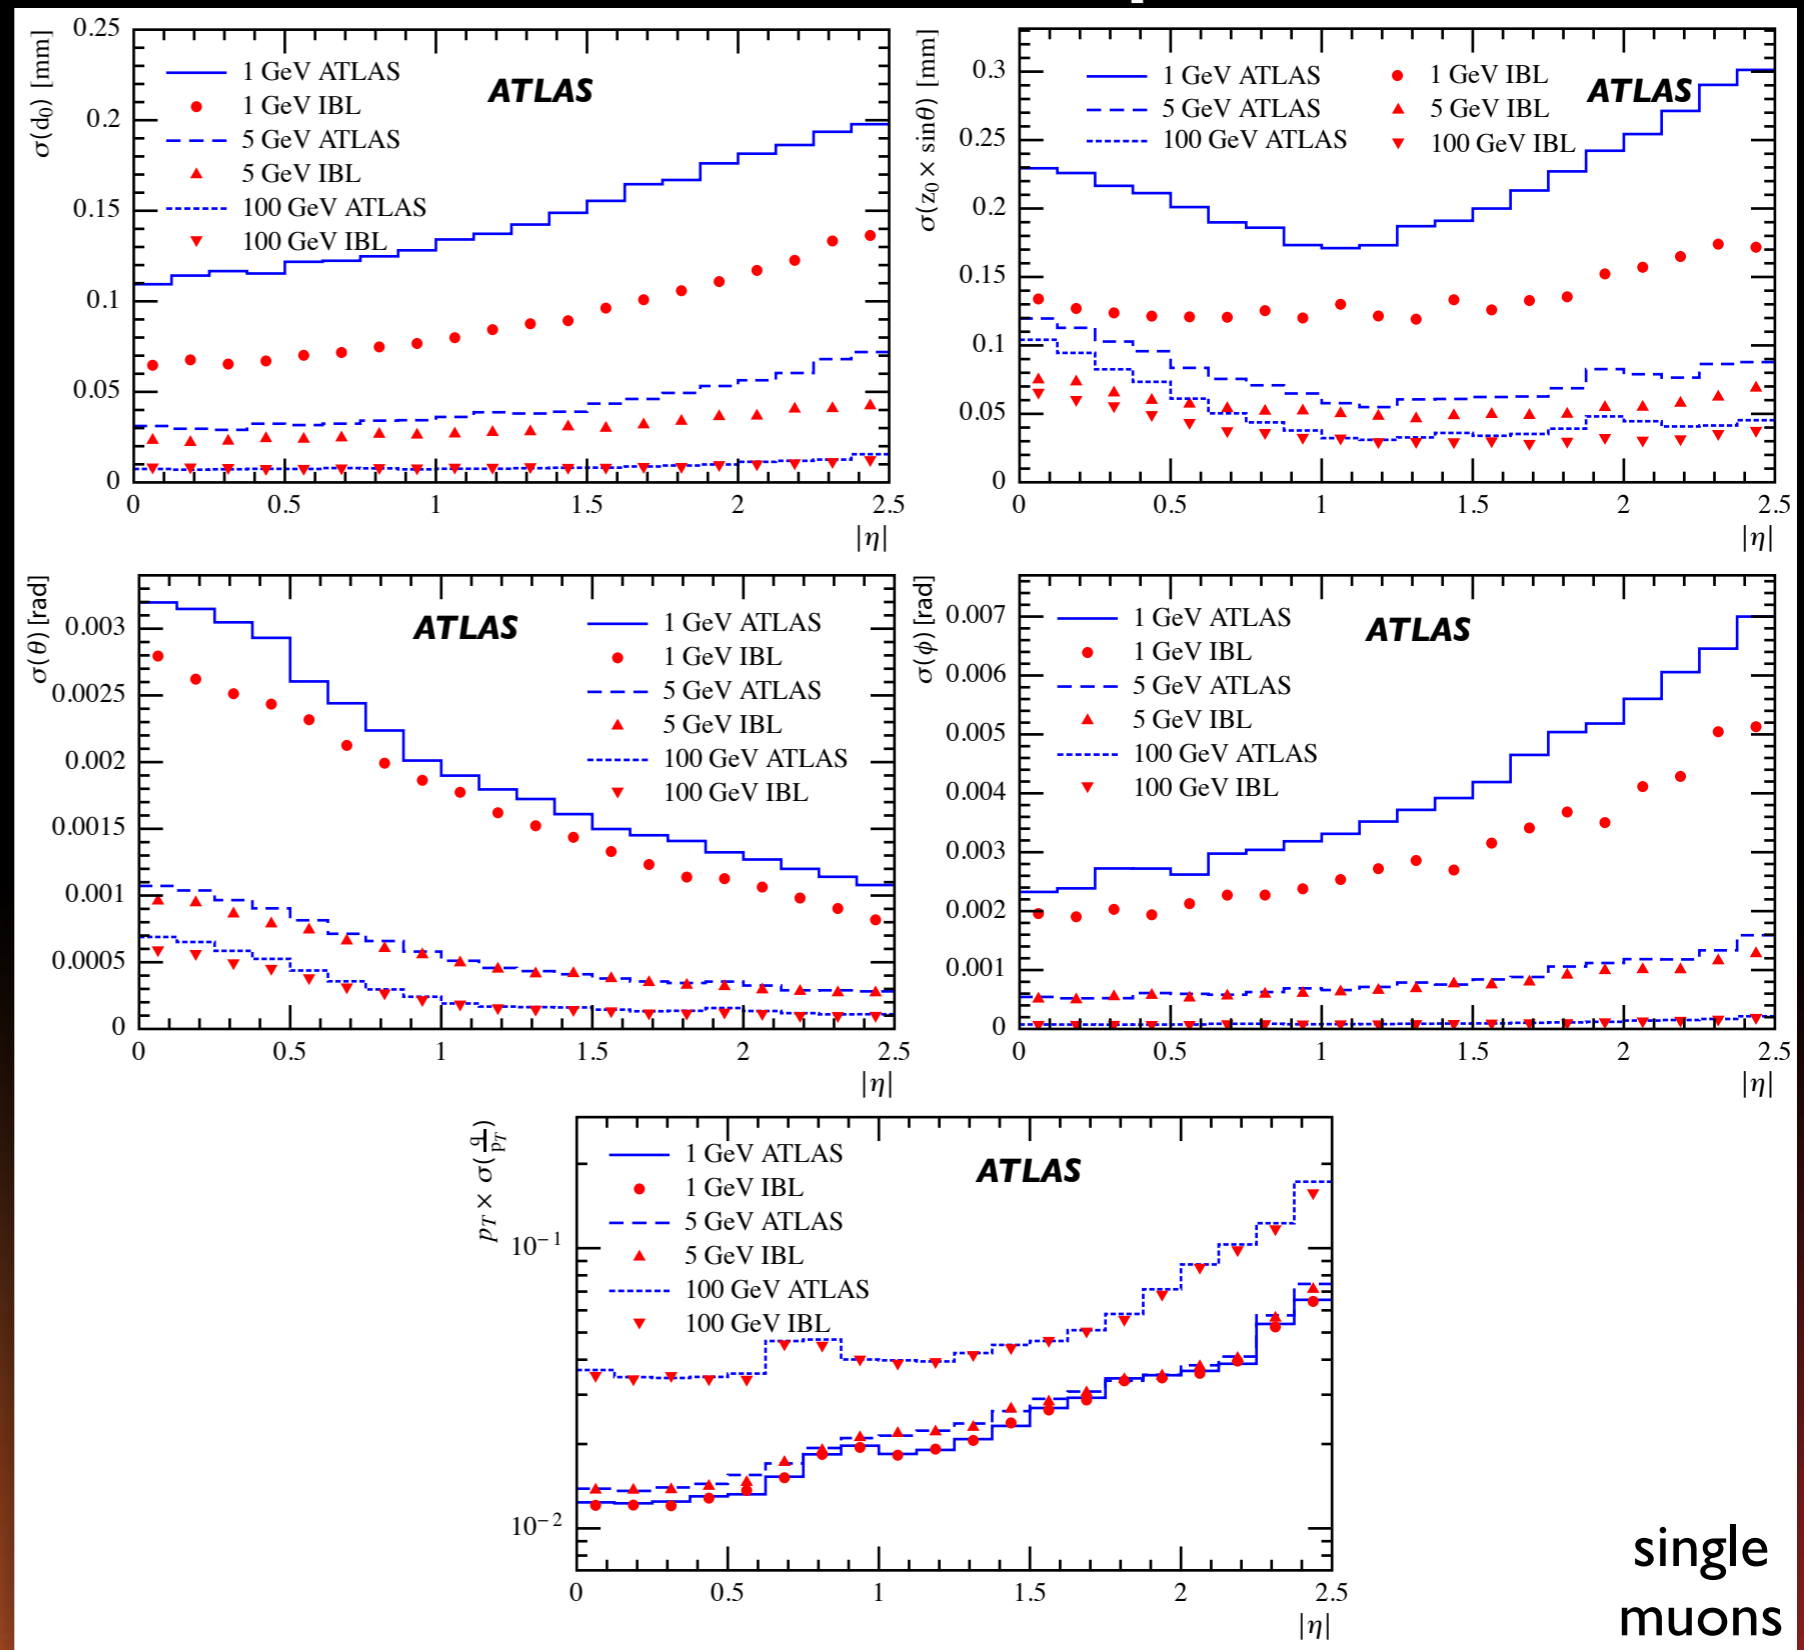 σ(d₀) [mm]
0.25
0.2
0.15
0.1
0.05
0
1 GeV ATLAS
1 GeV IBL
5 GeV ATLAS
5 GeV IBL
100 GeV ATLAS
100 GeV IBL
ATLAS
0 0.5 1 1.5 2 2.5
|η|
σ(z₀ × sinθ) [mm]
0.3
0.25
0.2
0.15
0.1
0.05
0
1 GeV ATLAS
5 GeV ATLAS
100 GeV ATLAS
1 GeV IBL
5 GeV IBL
100 GeV IBL
ATLAS
0 0.5 1 1.5 2 2.5
|η|
σ(θ) [rad]
0.003
0.0025
0.002
0.0015
0.001
0.0005
0
ATLAS
1 GeV ATLAS
1 GeV IBL
5 GeV ATLAS
5 GeV IBL
100 GeV ATLAS
100 GeV IBL
0 0.5 1 1.5 2 2.5
|η|
σ(ϕ) [rad]
0.007
0.006
0.005
0.004
0.003
0.002
0.001
0
1 GeV ATLAS
1 GeV IBL
5 GeV ATLAS
5 GeV IBL
100 GeV ATLAS
100 GeV IBL
ATLAS
0 0.5 1 1.5 2 2.5
|η|
p_T × σ(q/p_T)
10⁻¹
10⁻²
1 GeV ATLAS
1 GeV IBL
5 GeV ATLAS
5 GeV IBL
100 GeV ATLAS
100 GeV IBL
ATLAS
0 0.5 1 1.5 2 2.5
|η|
single
muons